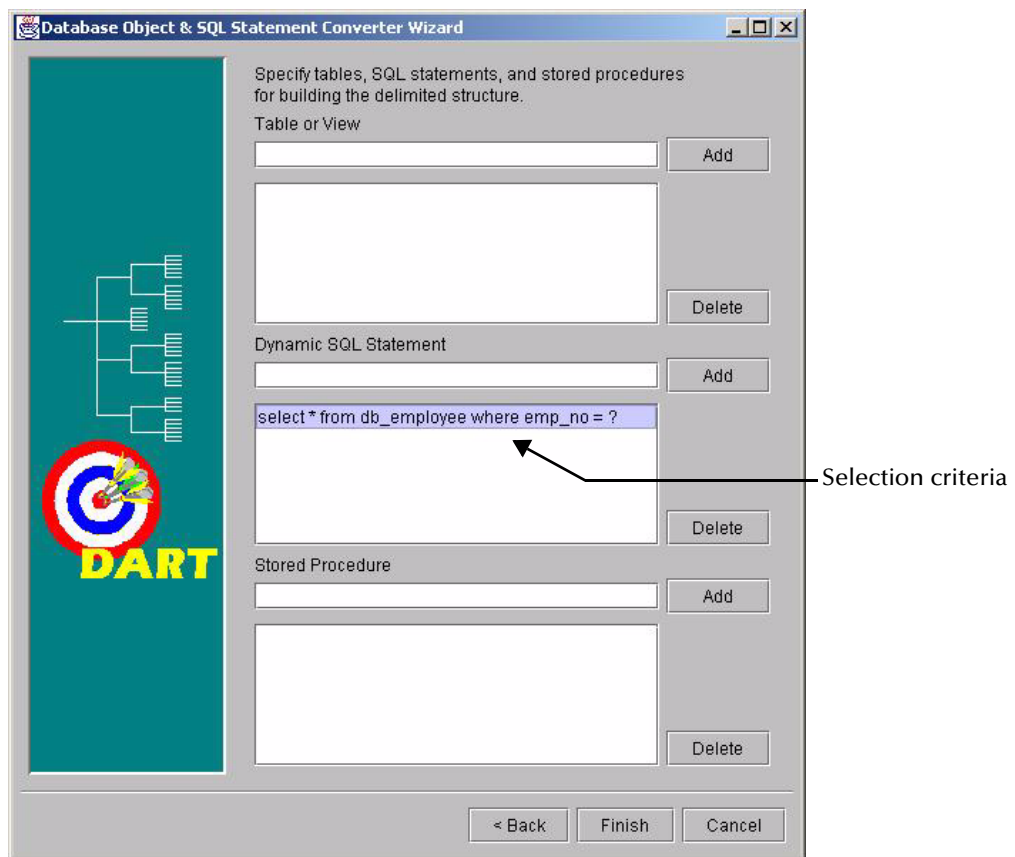 Database Object & SQL Statement Converter Wizard
Specify tables, SQL statements, and stored procedures
for building the delimited structure.
Table or View
Add
Delete
Dynamic SQL Statement
Add
select * from db_employee where emp_no = ?
Selection criteria
Delete
DART
Stored Procedure
Add
Delete
< Back
Finish
Cancel